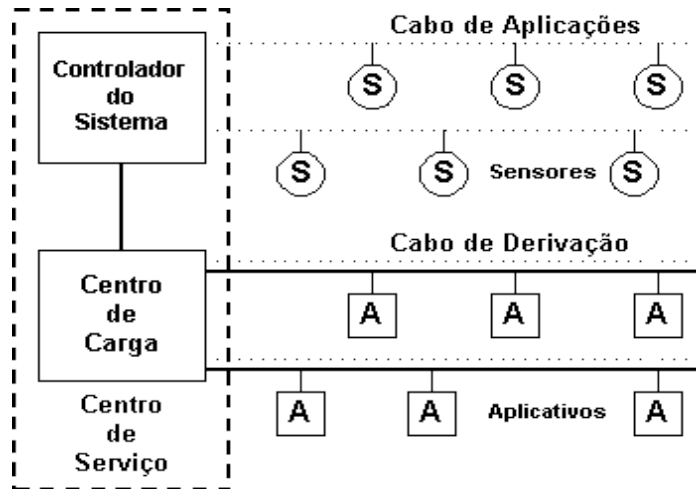 Cabo de Aplicações
Controlador
do
Sistema
S S S
S S Sensores S
Cabo de Derivação
Centro
de
Carga
A A A
A A Aplicativos A
Centro
de
Serviço